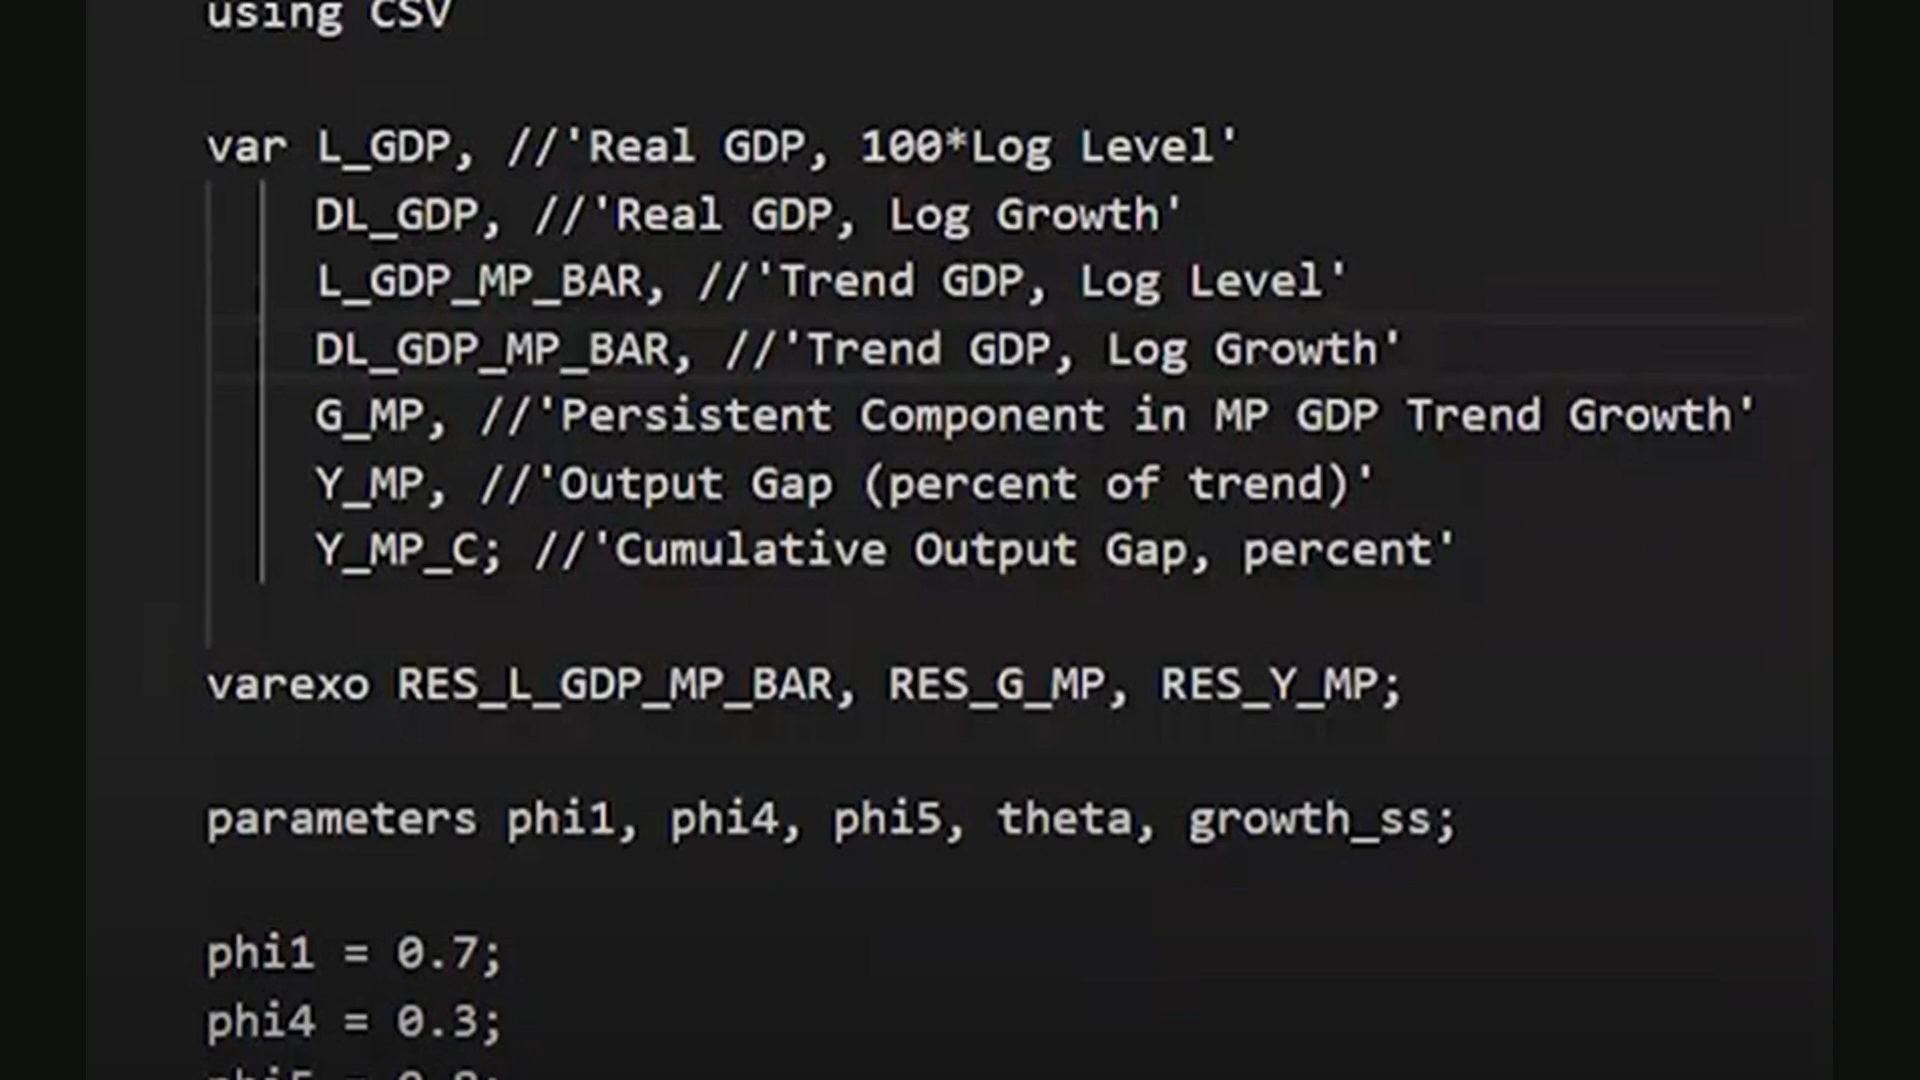 using CSV
var L_GDP, //'Real GDP, 100*Log Level'
DL_GDP, //'Real GDP, Log Growth'
L_GDP_MP_BAR, //'Trend GDP, Log Level'
DL_GDP_MP_BAR, //'Trend GDP, Log Growth'
G_MP, //'Persistent Component in MP GDP Trend Growth'
Y_MP, //'Output Gap (percent of trend)'
Y_MP_C; //'Cumulative Output Gap, percent'
varexo RES_L_GDP_MP_BAR, RES_G_MP, RES_Y_MP;
parameters phi1, phi4, phi5, theta, growth_ss;
phi1 = 0.7;
phi4 = 0.3;